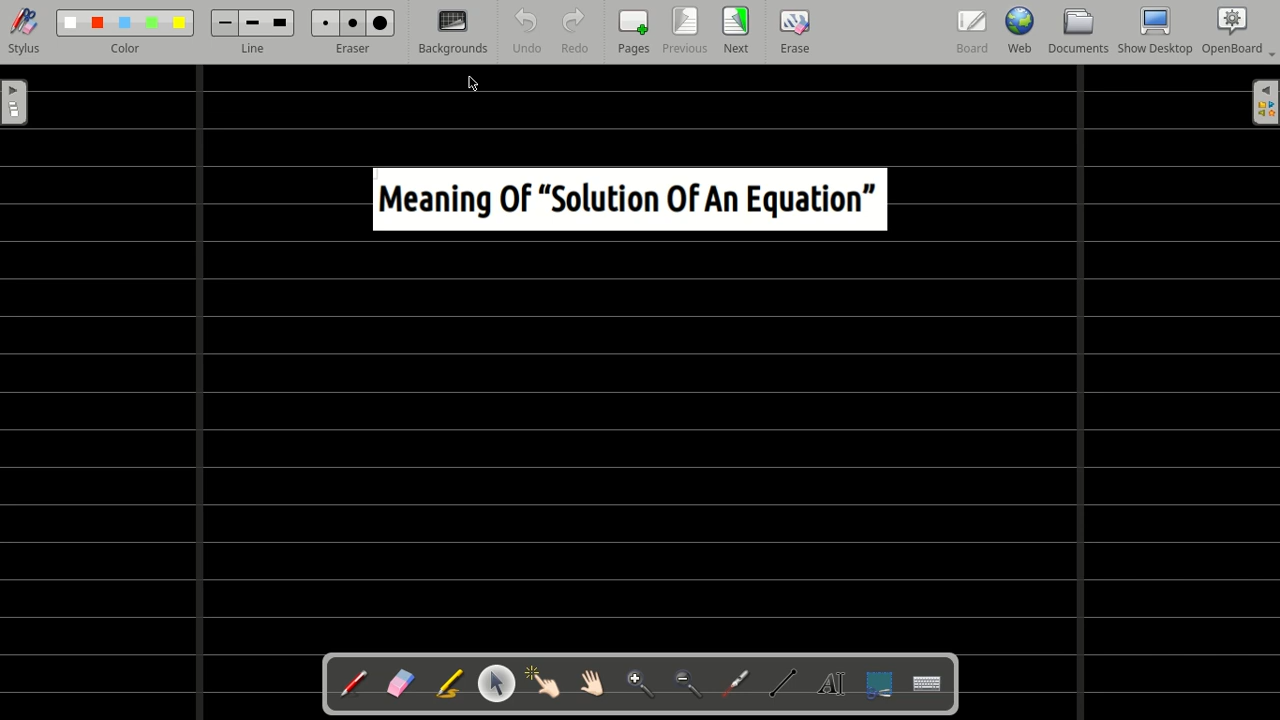 Stylus Color Line Eraser Backgrounds Undo Redo Pages Previous Next Erase Board Web Documents Show Desktop OpenBoard
Meaning Of “Solution Of An Equation”
AI